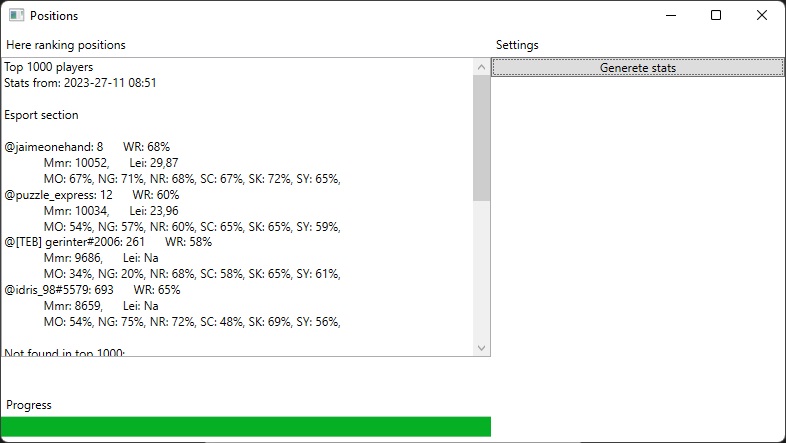 Positions
Here ranking positions
Settings
Top 1000 players
Stats from: 2023-27-11 08:51
Generete stats
Esport section
@jaimeonehand: 8 WR: 68%
Mmr: 10052, Lei: 29,87
MO: 67%, NG: 71%, NR: 68%, SC: 67%, SK: 72%, SY: 65%,
@puzzle_express: 12 WR: 60%
Mmr: 10034, Lei: 23,96
MO: 54%, NG: 57%, NR: 60%, SC: 65%, SK: 65%, SY: 59%,
@[TEB] gerinter#2006: 261 WR: 58%
Mmr: 9686, Lei: Na
MO: 34%, NG: 20%, NR: 68%, SC: 58%, SK: 65%, SY: 61%,
@idris_98#5579: 693 WR: 65%
Mmr: 8659, Lei: Na
MO: 54%, NG: 75%, NR: 72%, SC: 48%, SK: 69%, SY: 56%,
Not found in top 1000:
Progress